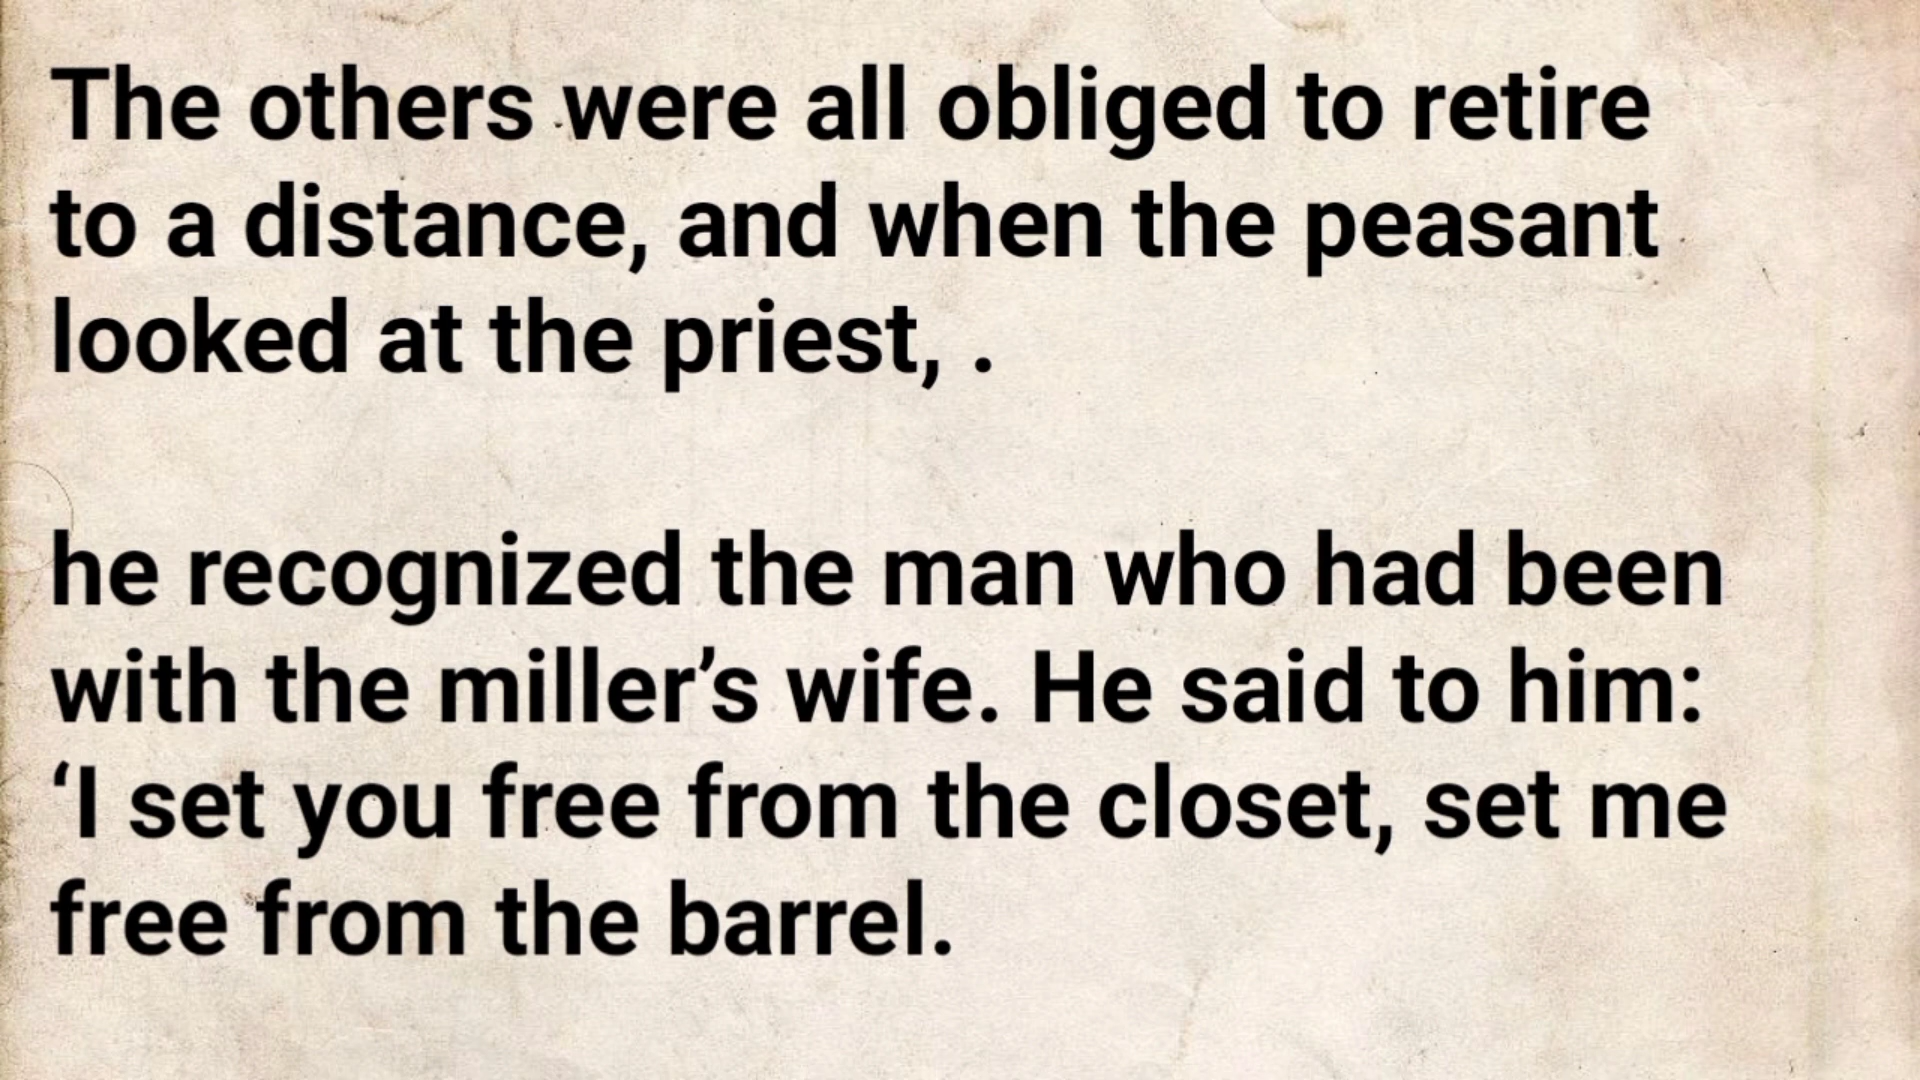 The others were all obliged to retire
to a distance, and when the peasant
looked at the priest, .
he recognized the man who had been
with the miller’s wife. He said to him:
‘I set you free from the closet, set me
free from the barrel.